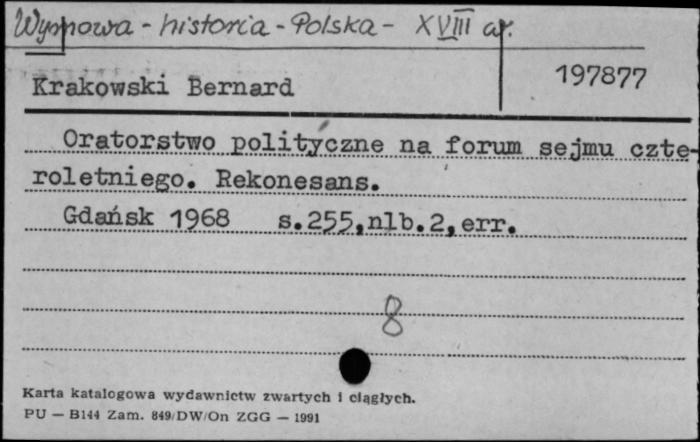 Wymowa - historia - Polska - XVIII w.
Krakowski Bernard
197877
Oratorstwo polityczne na forum sejmu czte-
roletniego. Rekonesans.
Gdańsk 1968 s.255,nlb.2,err.
8
Karta katalogowa wydawnictw zwartych i ciągłych.
PU — B144 Zam. 849/DW/On ZGG — 1991